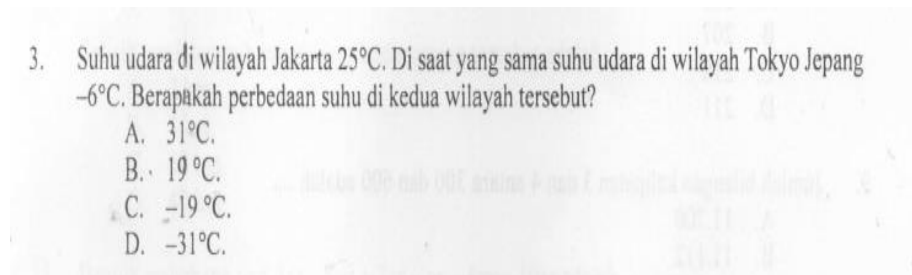 3. Suhu udara di wilayah Jakarta 25°C. Di saat yang sama suhu udara di wilayah Tokyo Jepang
–6°C. Berapakah perbedaan suhu di kedua wilayah tersebut?
A. 31°C.
B. 19 °C.
C. –19 °C.
D. –31°C.